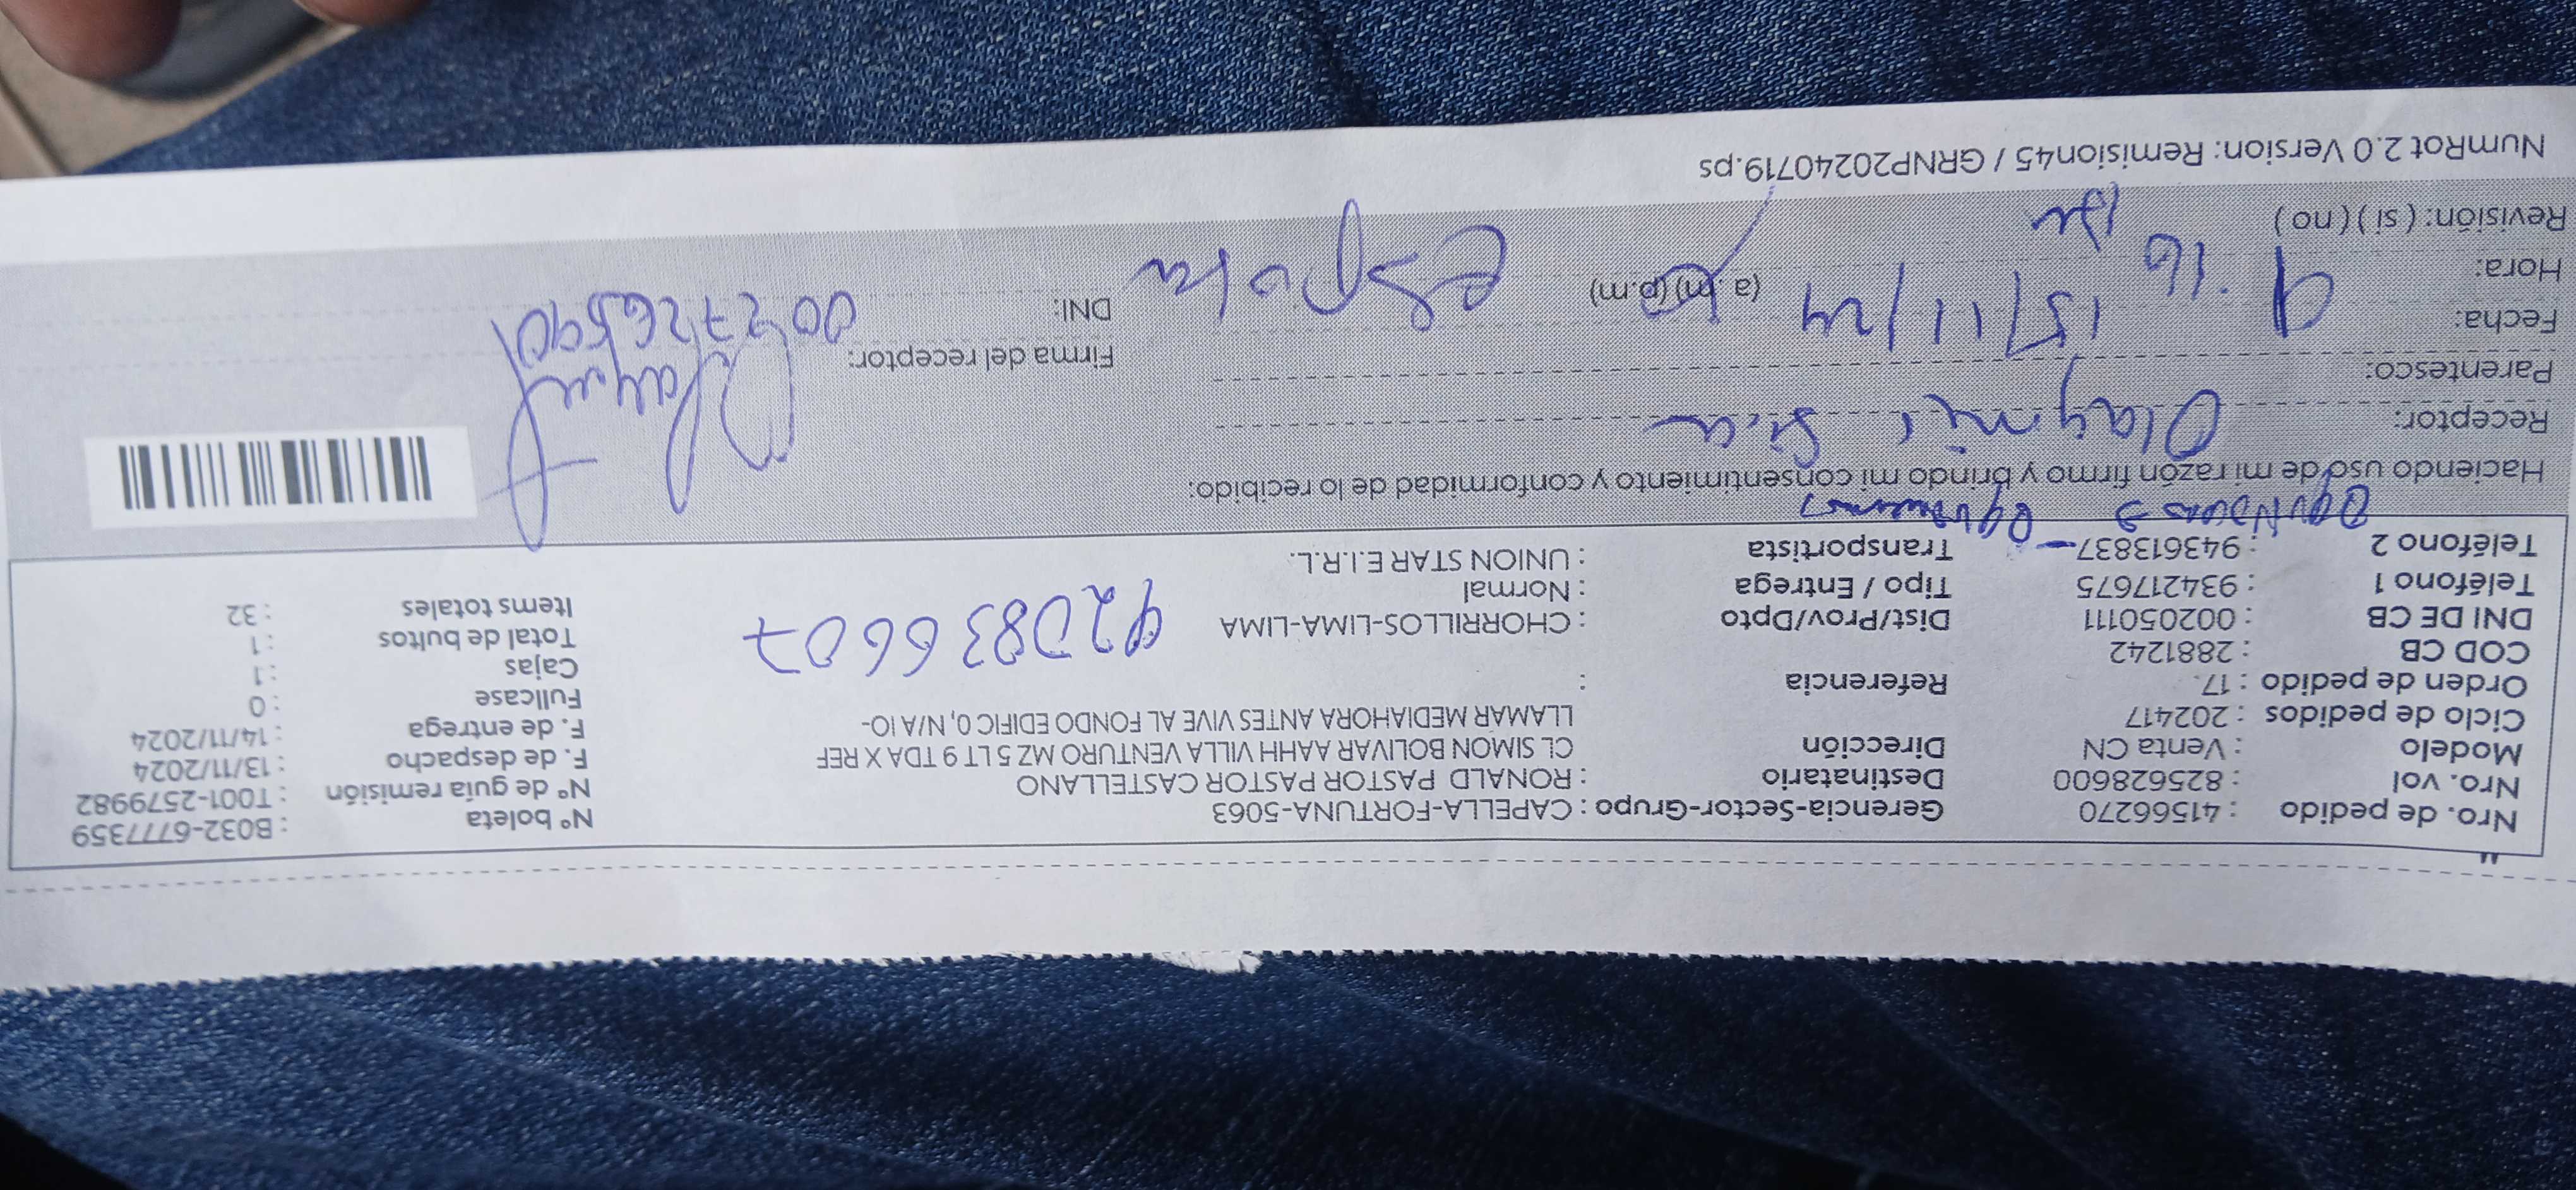 Nro. de pedido : 41566270 Gerencia-Sector-Grupo : CAPELLA-FORTUNA-5063 N° boleta : B032-6777359
Nro. vol : 825628600 Destinatario : RONALD PASTOR PASTOR CASTELLANO N° de guía remisión : T001-2579982
Modelo : Venta CN Dirección CL SIMON BOLIVAR AAHH VILLA VENTURO MZ 5 LT 9 TDA X REF F. de despacho : 13/11/2024
Ciclo de pedidos : 202417 LLAMAR MEDIAHORA ANTES VIVE AL FONDO EDIFIC 0, N/A IO- F. de entrega : 14/11/2024
Orden de pedido : 17. Referencia : Fullcase : 0
COD CB : 2881242 Cajas : 1
DNI DE CB : 002050111 Dist/Prov/Dpto : CHORRILLOS-LIMA-LIMA 920836607 Total de bultos : 1
Teléfono 1 : 934217675 Tipo / Entrega : Normal Items totales : 32
Teléfono 2 : 943613837 Transportista : UNION STAR E.I.R.L.
Haciendo uso de mi razón firmo y brindo mi consentimiento y conformidad de lo recibido:
Receptor:
Parentesco: Firma del receptor:
Fecha: 15/11/24 DNI:
Hora: 9:16 (a.m) (p.m) esposa
Revisión: ( si ) ( no )
NumRot 2.0 Version: Remision45 / GRNP20240719.ps